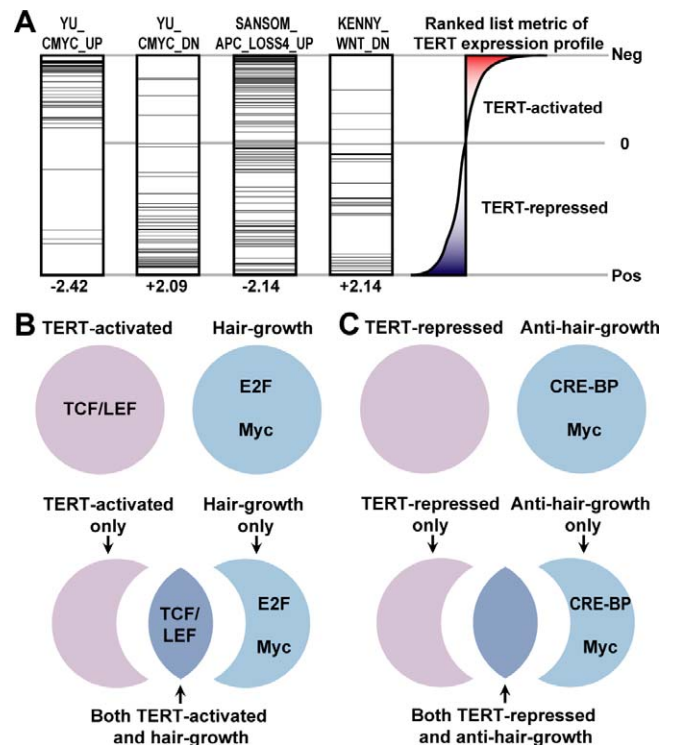 A
YU_
CMYC_UP
YU_
CMYC_DN
SANSOM_
APC_LOSS4_UP
KENNY_
WNT_DN
Ranked list metric of
TERT expression profile
Neg
TERT-activated
0
TERT-repressed
Pos
-2.42
+2.09
-2.14
+2.14
B
TERT-activated
Hair-growth
TCF/LEF
E2F
Myc
TERT-activated
only
Hair-growth
only
TCF/
LEF
E2F
Myc
Both TERT-activated
and hair-growth
C
TERT-repressed
Anti-hair-growth
CRE-BP
Myc
TERT-repressed
only
Anti-hair-growth
only
CRE-BP
Myc
Both TERT-repressed
and anti-hair-growth